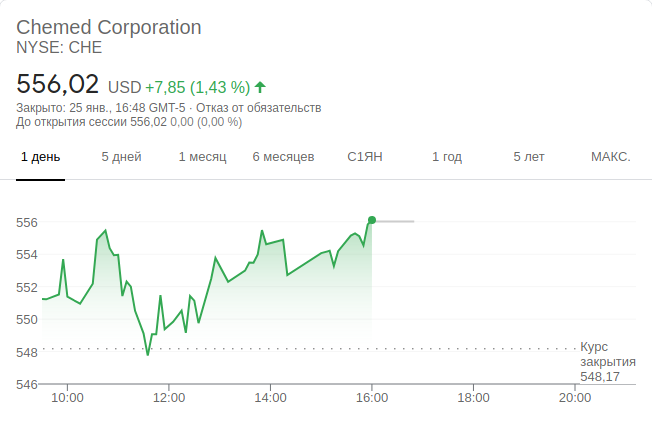 Chemed Corporation
NYSE: CHE
556,02 USD +7,85 (1,43 %)
Закрыто: 25 янв., 16:48 GMT-5 · Отказ от обязательств
До открытия сессии 556,02 0,00 (0,00 %)
1 день 5 дней 1 месяц 6 месяцев С1ЯН 1 год 5 лет МАКС.
556
554
552
550
548
546
Курс
закрытия
548,17
10:00 12:00 14:00 16:00 18:00 20:00